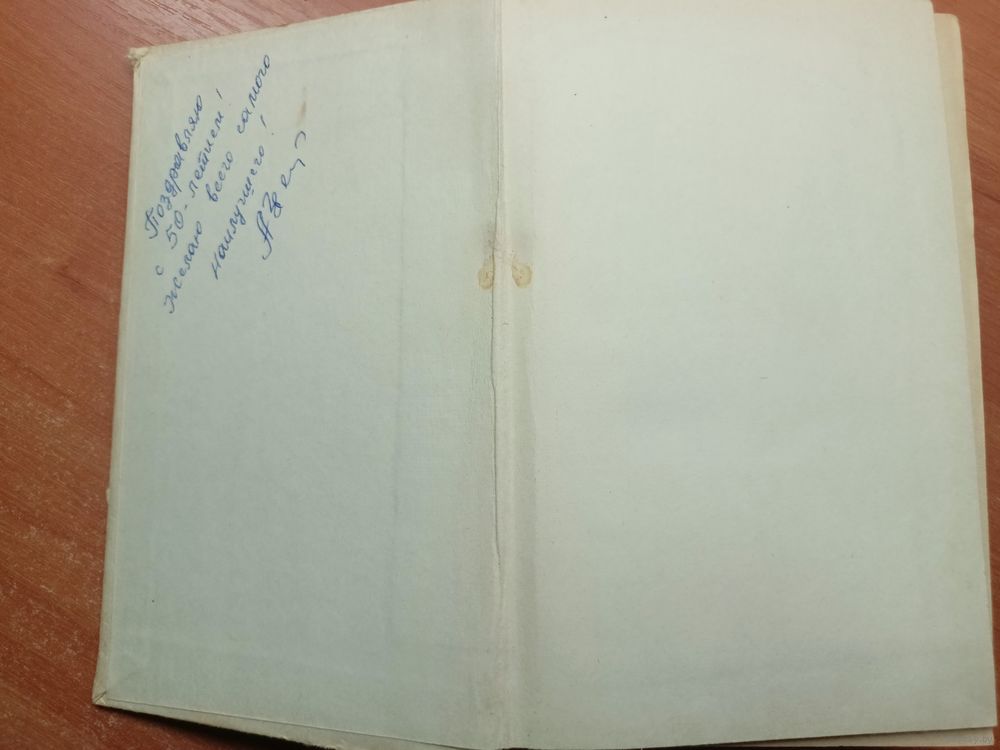 Поздравляю
с 50-летием!
желаю всего самого
наилучшего!